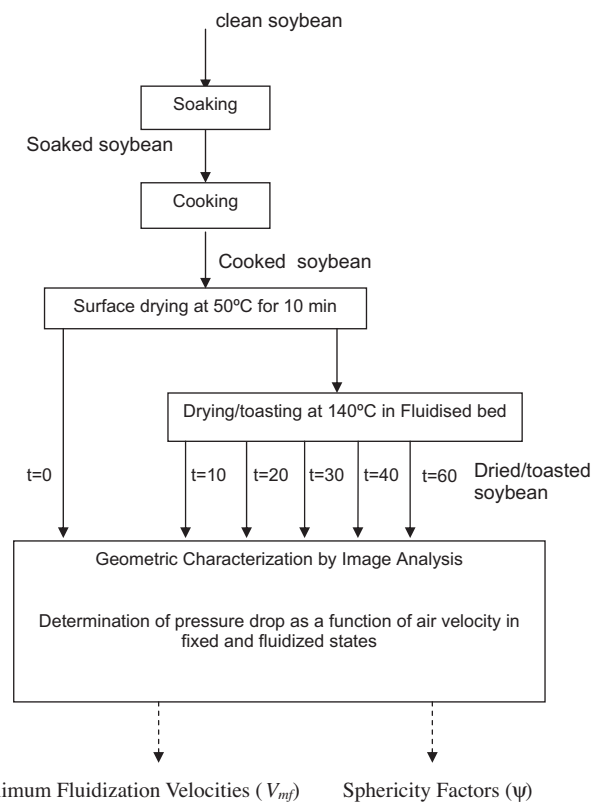 clean soybean
Soaking
Soaked soybean
Cooking
Cooked soybean
Surface drying at 50ºC for 10 min
Drying/toasting at 140ºC in Fluidised bed
t=0 t=10 t=20 t=30 t=40 t=60 Dried/toasted
soybean
Geometric Characterization by Image Analysis
Determination of pressure drop as a function of air velocity in
fixed and fluidized states
Fluidization Velocities (Vmf) Sphericity Factors (ψ)